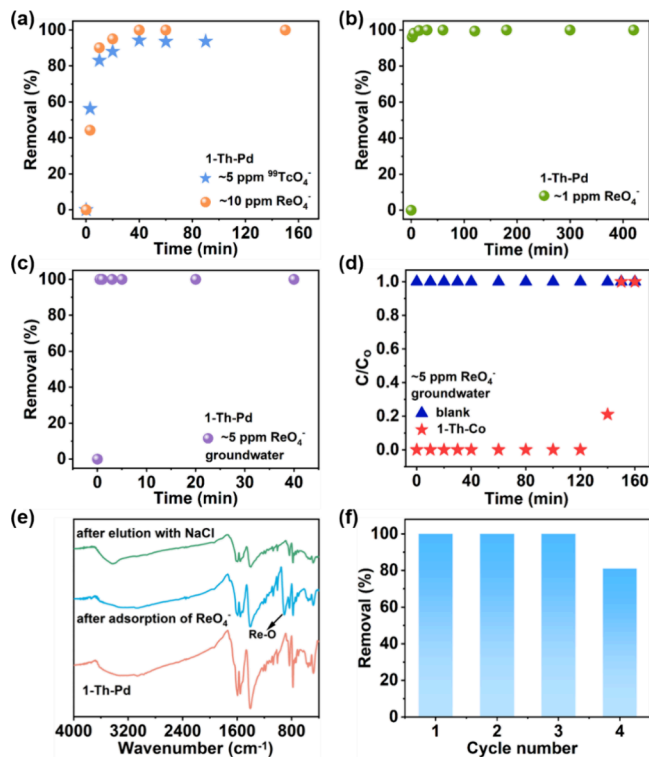 (a)
100
80
60
40
20
0
Removal (%)
1-Th-Pd
~5 ppm ⁹⁹TcO₄⁻
~10 ppm ReO₄⁻
0 40 80 120 160
Time (min)
(b)
100
80
60
40
20
0
Removal (%)
1-Th-Pd
~1 ppm ReO₄⁻
0 100 200 300 400
Time (min)
(c)
100
80
60
40
20
0
Removal (%)
1-Th-Pd
~5 ppm ReO₄⁻
groundwater
0 20 40
Time (min)
(d)
1.0
0.8
0.6
0.4
0.2
0.0
C/C₀
~5 ppm ReO₄⁻
groundwater
blank
1-Th-Co
0 40 80 120 160
Time (min)
(e)
after elution with NaCl
after adsorption of ReO₄⁻
Re-O
1-Th-Pd
4000 3200 2400 1600 800
Wavenumber (cm⁻¹)
(f)
100
80
60
40
20
0
Removal (%)
1 2 3 4
Cycle number